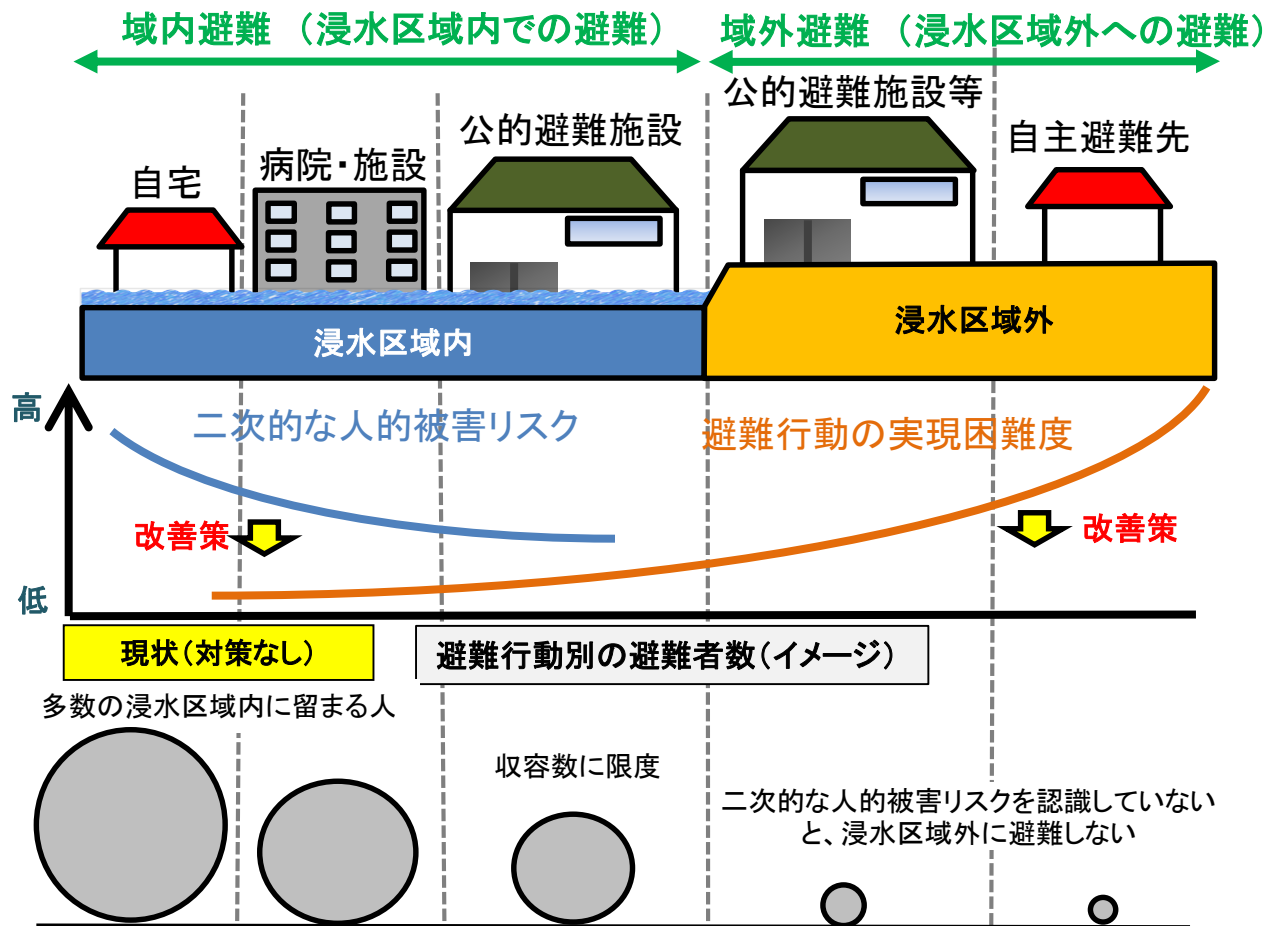 域内避難 (浸水区域内での避難)
域外避難 (浸水区域外への避難)
自宅
病院・施設
公的避難施設
公的避難施設等
自主避難先
浸水区域内
浸水区域外
高
二次的な人的被害リスク
避難行動の実現困難度
改善策
改善策
低
現状(対策なし)
避難行動別の避難者数(イメージ)
多数の浸水区域内に留まる人
収容数に限度
二次的な人的被害リスクを認識していない
と、浸水区域外に避難しない